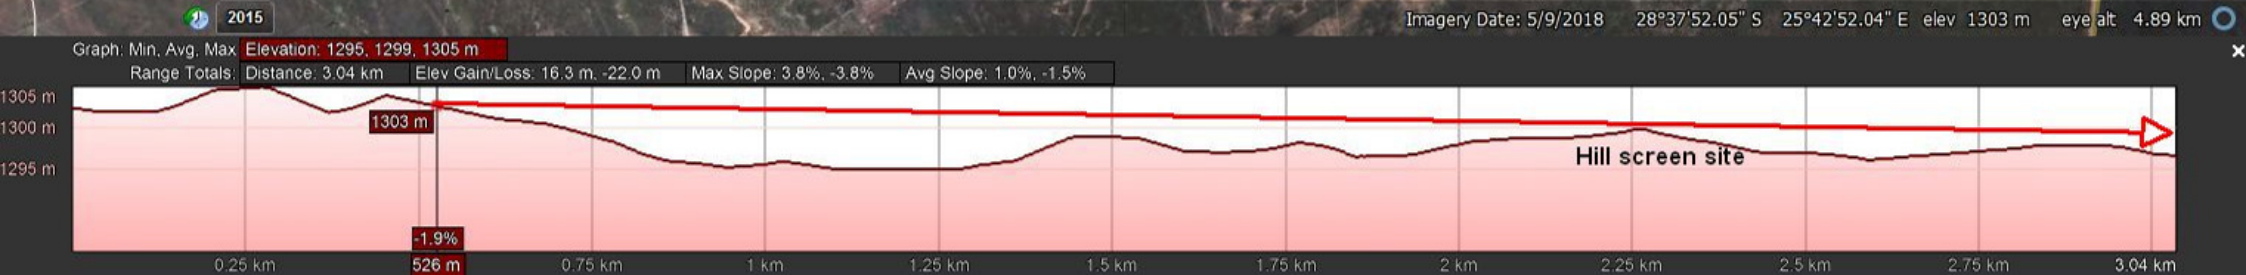 2015
Imagery Date: 5/9/2018 28°37'52.05" S 25°42'52.04" E elev 1303 m eye alt 4.89 km
Graph: Min, Avg, Max Elevation: 1295, 1299, 1305 m
Range Totals: Distance: 3.04 km Elev Gain/Loss: 16.3 m, -22.0 m Max Slope: 3.8%, -3.8% Avg Slope: 1.0%, -1.5%
1305 m
1303 m
1300 m
Hill screen site
1295 m
-1.9%
0.25 km 526 m 0.75 km 1 km 1.25 km 1.5 km 1.75 km 2 km 2.25 km 2.5 km 2.75 km 3.04 km